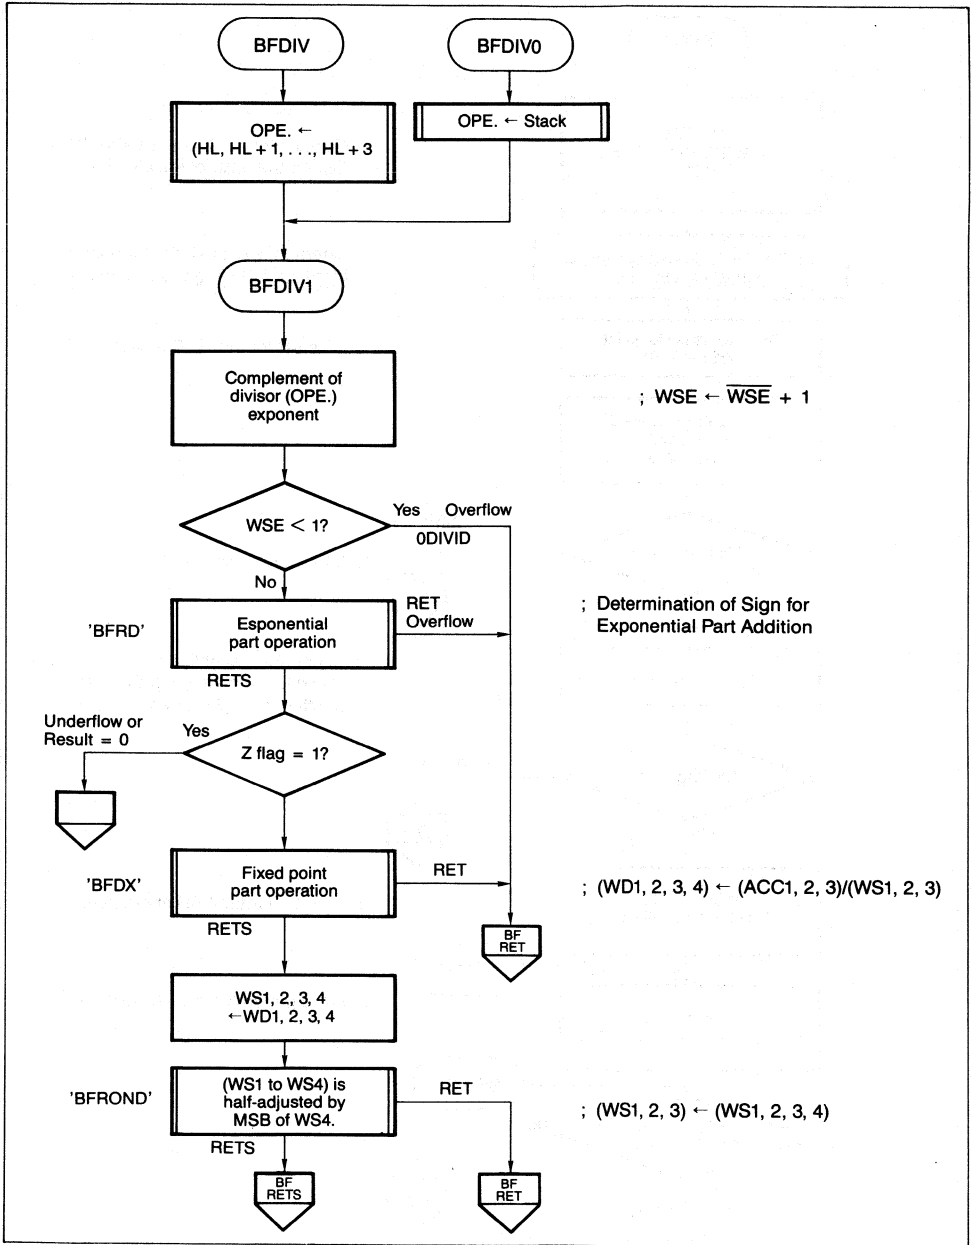 BFDIV
BFDIV0
OPE. ←
(HL, HL + 1, . . ., HL + 3
OPE. ← Stack
BFDIV1
Complement of
divisor (OPE.)
exponent
; WSE ← W̅S̅E̅ + 1
WSE < 1?
Yes Overflow
0DIVID
No
'BFRD'
Esponential
part operation
RET
Overflow
; Determination of Sign for
Exponential Part Addition
RETS
Underflow or
Result = 0
Yes
Z flag = 1?
'BFDX'
Fixed point
part operation
RET
; (WD1, 2, 3, 4) ← (ACC1, 2, 3)/(WS1, 2, 3)
RETS
BF
RET
WS1, 2, 3, 4
←WD1, 2, 3, 4
'BFROND'
(WS1 to WS4) is
half-adjusted by
MSB of WS4.
RET
; (WS1, 2, 3) ← (WS1, 2, 3, 4)
RETS
BF
RETS
BF
RET